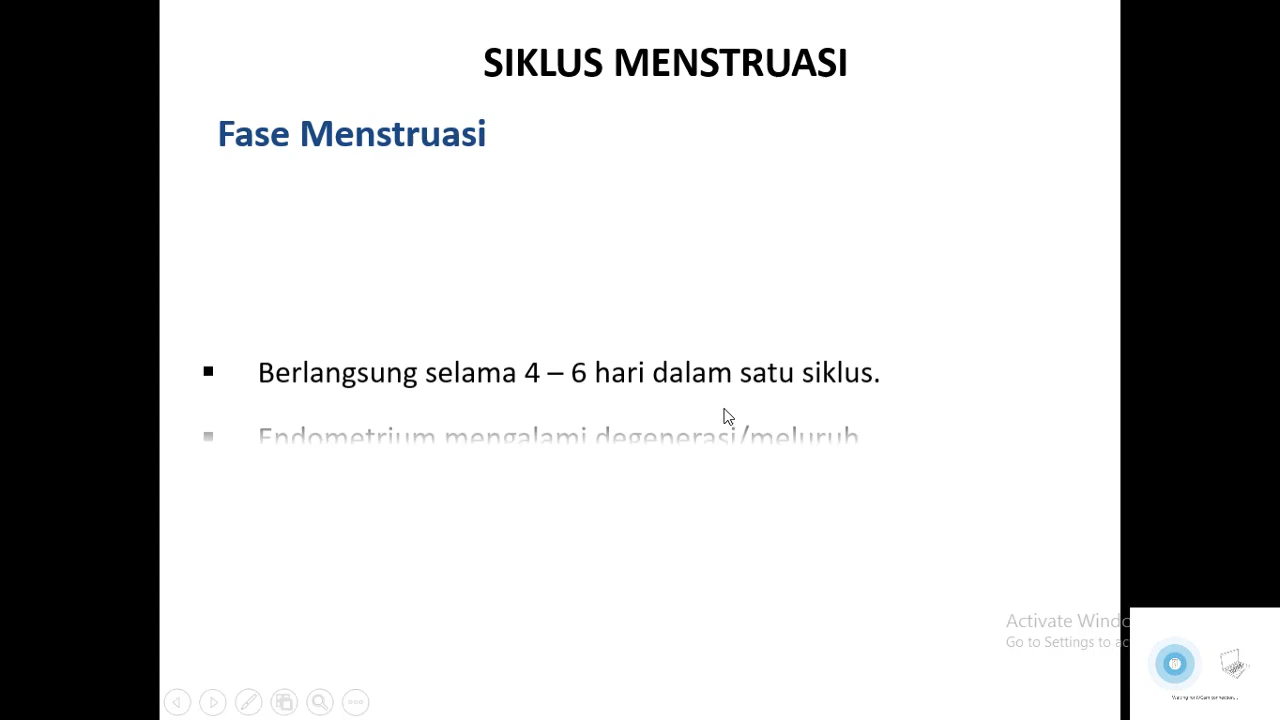 SIKLUS MENSTRUASI
Fase Menstruasi
▪ Berlangsung selama 4 – 6 hari dalam satu siklus.
▪ Endometrium mengalami degenerasi/meluruh
Activate Windo
Go to Settings to ac